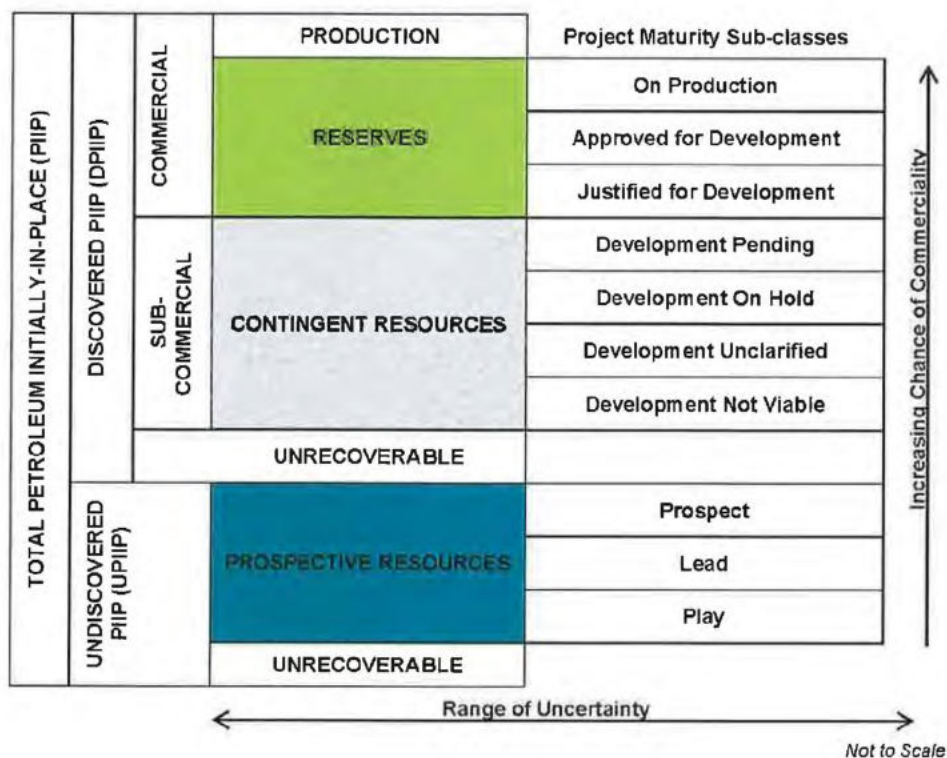 PRODUCTION
Project Maturity Sub-classes
TOTAL PETROLEUM INITIALLY-IN-PLACE (PIIP)
DISCOVERED PIIP (DPIIP)
COMMERCIAL
RESERVES
On Production
Approved for Development
Justified for Development
SUB-
COMMERCIAL
CONTINGENT RESOURCES
Development Pending
Development On Hold
Development Unclarified
Development Not Viable
UNRECOVERABLE
UNDISCOVERED
PIIP (UPIIP)
PROSPECTIVE RESOURCES
Prospect
Lead
Play
UNRECOVERABLE
Increasing Chance of Commerciality
Range of Uncertainty
Not to Scale